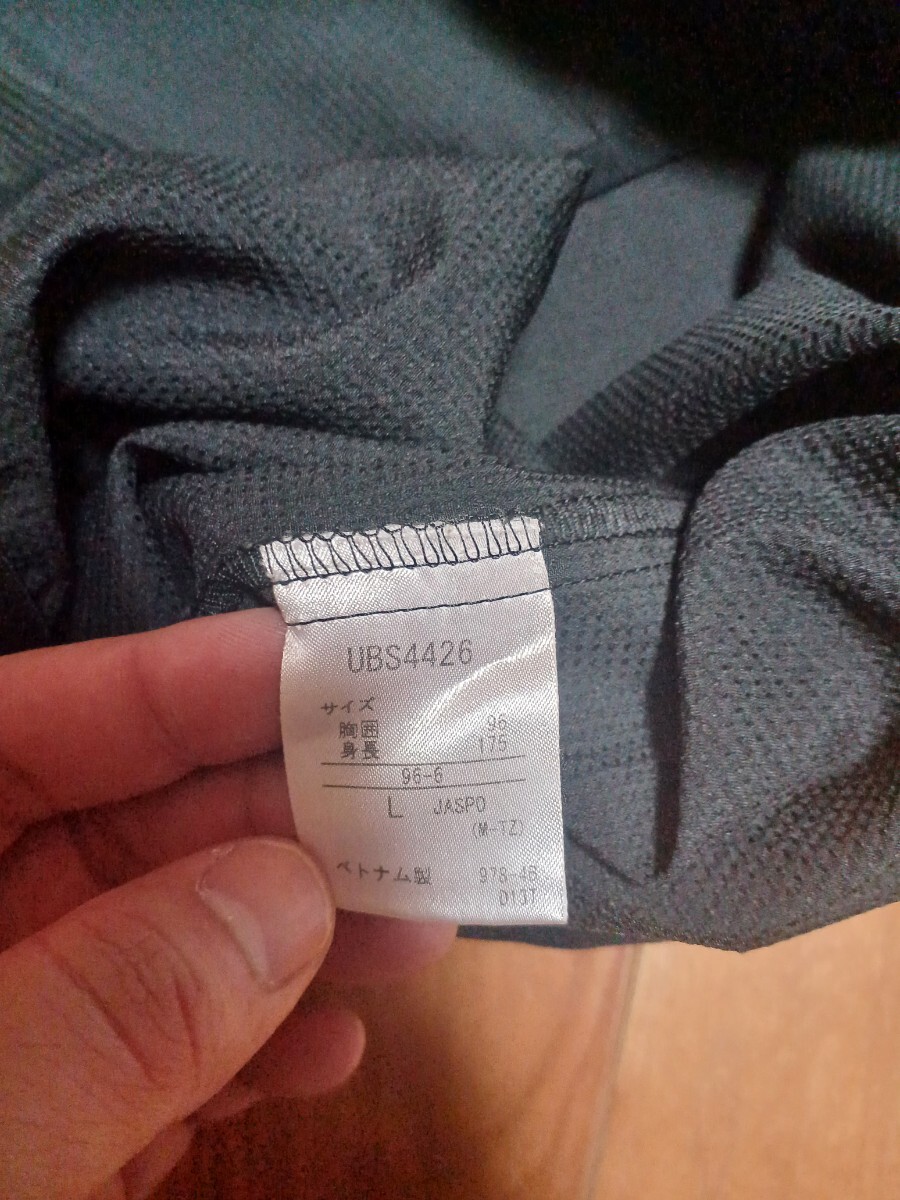 UBS4426
サイズ
胸囲 96
身長 175
96-6
L JASPO
(M-TZ)
ベトナム製 978-4B
D13T